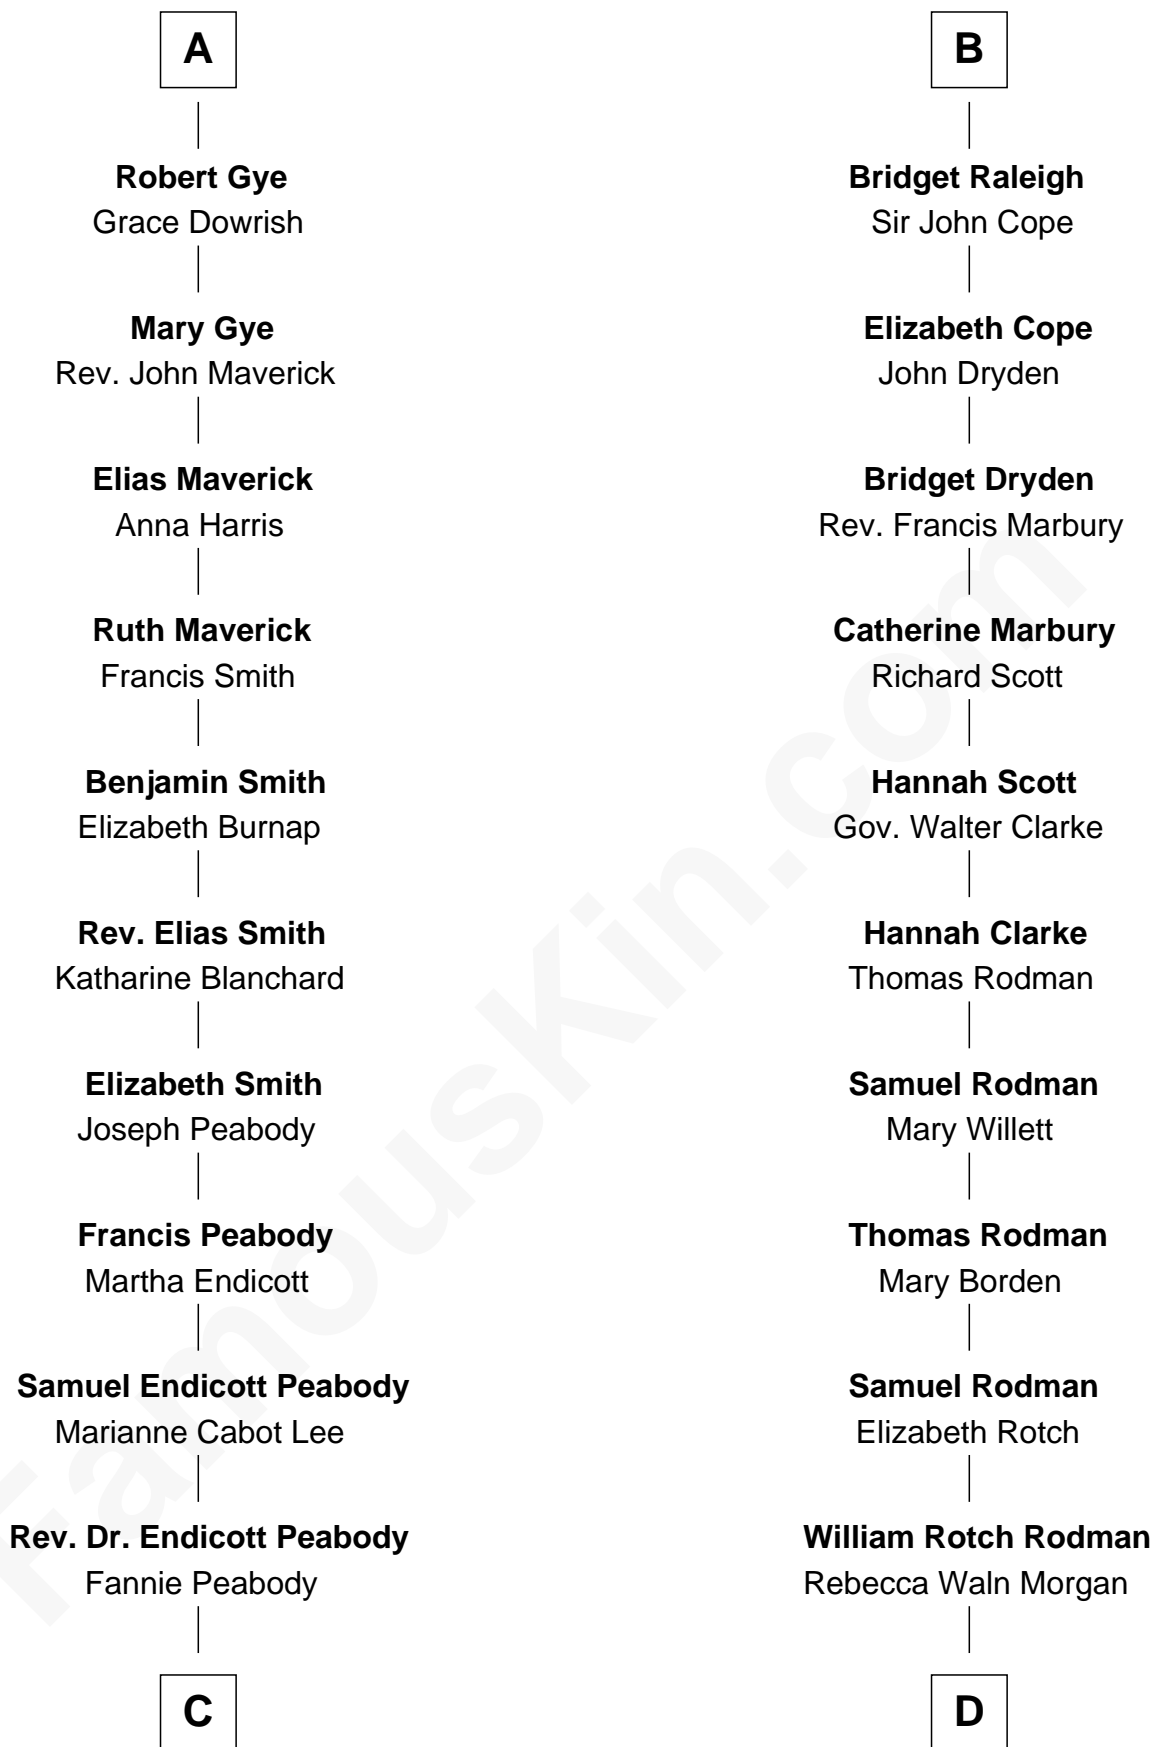 A
Robert Gye
Grace Dowrish
Mary Gye
Rev. John Maverick
Elias Maverick
Anna Harris
Ruth Maverick
Francis Smith
Benjamin Smith
Elizabeth Burnap
Rev. Elias Smith
Katharine Blanchard
Elizabeth Smith
Joseph Peabody
Francis Peabody
Martha Endicott
Samuel Endicott Peabody
Marianne Cabot Lee
Rev. Dr. Endicott Peabody
Fannie Peabody
C
B
Bridget Raleigh
Sir John Cope
Elizabeth Cope
John Dryden
Bridget Dryden
Rev. Francis Marbury
Catherine Marbury
Richard Scott
Hannah Scott
Gov. Walter Clarke
Hannah Clarke
Thomas Rodman
Samuel Rodman
Mary Willett
Thomas Rodman
Mary Borden
Samuel Rodman
Elizabeth Rotch
William Rotch Rodman
Rebecca Waln Morgan
D
FamousKin.com